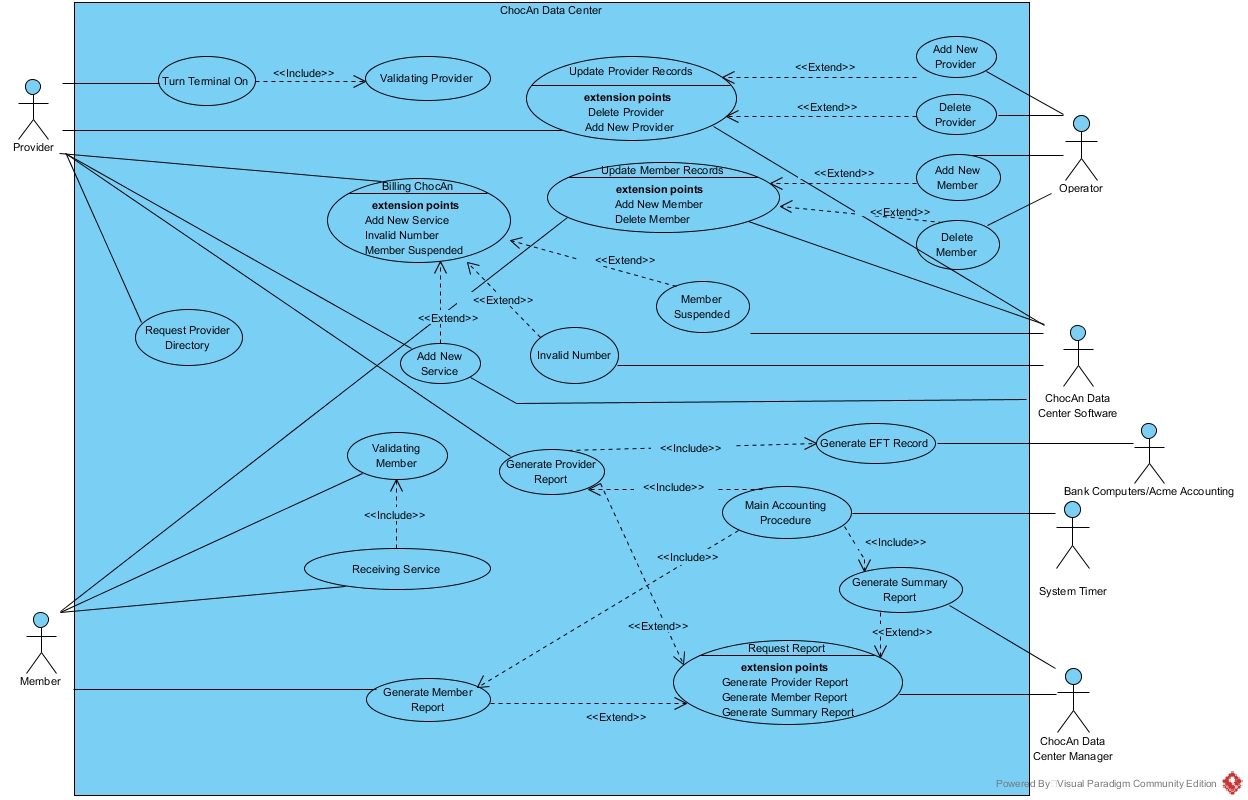 ChocAn Data Center
Turn Terminal On
<<Include>>
Validating Provider
Update Provider Records
extension points
Delete Provider
Add New Provider
<<Extend>>
Add New
Provider
<<Extend>>
Delete
Provider
Provider
Operator
Billing ChocAn
extension points
Add New Service
Invalid Number
Member Suspended
Update Member Records
extension points
Add New Member
Delete Member
<<Extend>>
Add New
Member
<<Extend>>
Delete
Member
<<Extend>>
Member
Suspended
<<Extend>>
<<Extend>>
Request Provider
Directory
Add New
Service
Invalid Number
ChocAn Data
Center Software
Validating
Member
Generate Provider
Report
<<Include>>
Generate EFT Record
Bank Computers/Acme Accounting
<<Include>>
Main Accounting
Procedure
<<Include>>
<<Include>>
<<Include>>
Receiving Service
Generate Summary
Report
System Timer
<<Extend>>
<<Extend>>
Request Report
extension points
Generate Provider Report
Generate Member Report
Generate Summary Report
Member
Generate Member
Report
<<Extend>>
ChocAn Data
Center Manager
Powered By Visual Paradigm Community Edition